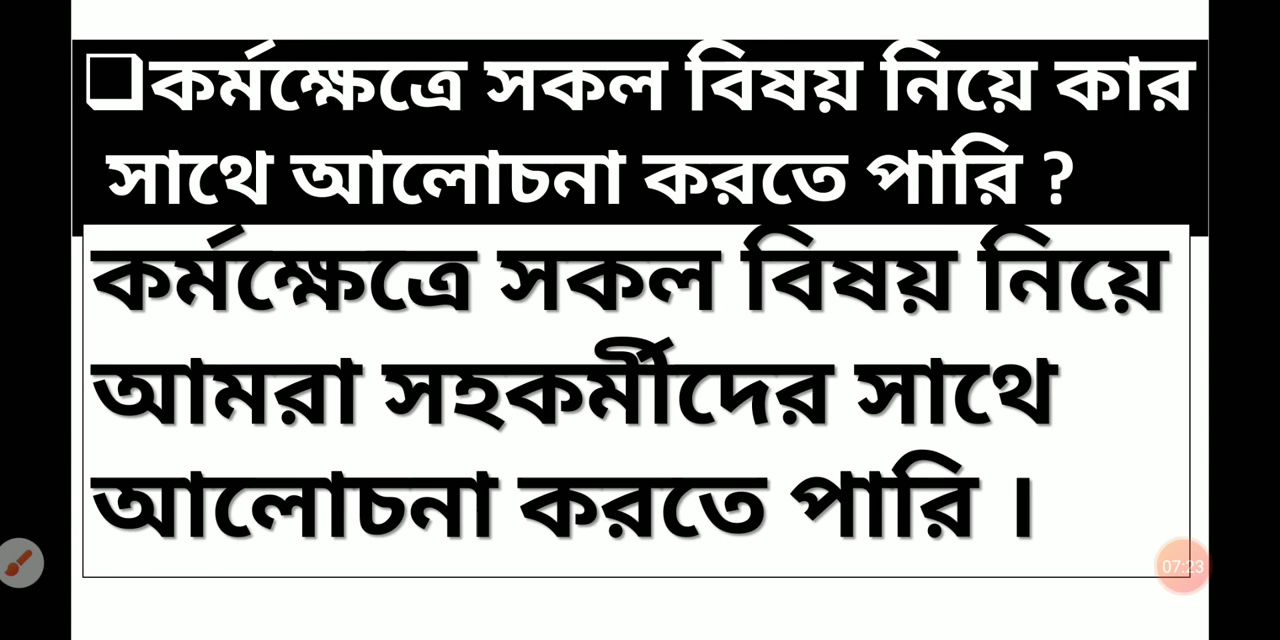 ❑কর্মক্ষেত্রে সকল বিষয় নিয়ে কার
সাথে আলোচনা করতে পারি ?
কর্মক্ষেত্রে সকল বিষয় নিয়ে
আমরা সহকর্মীদের সাথে
আলোচনা করতে পারি ।
07:23